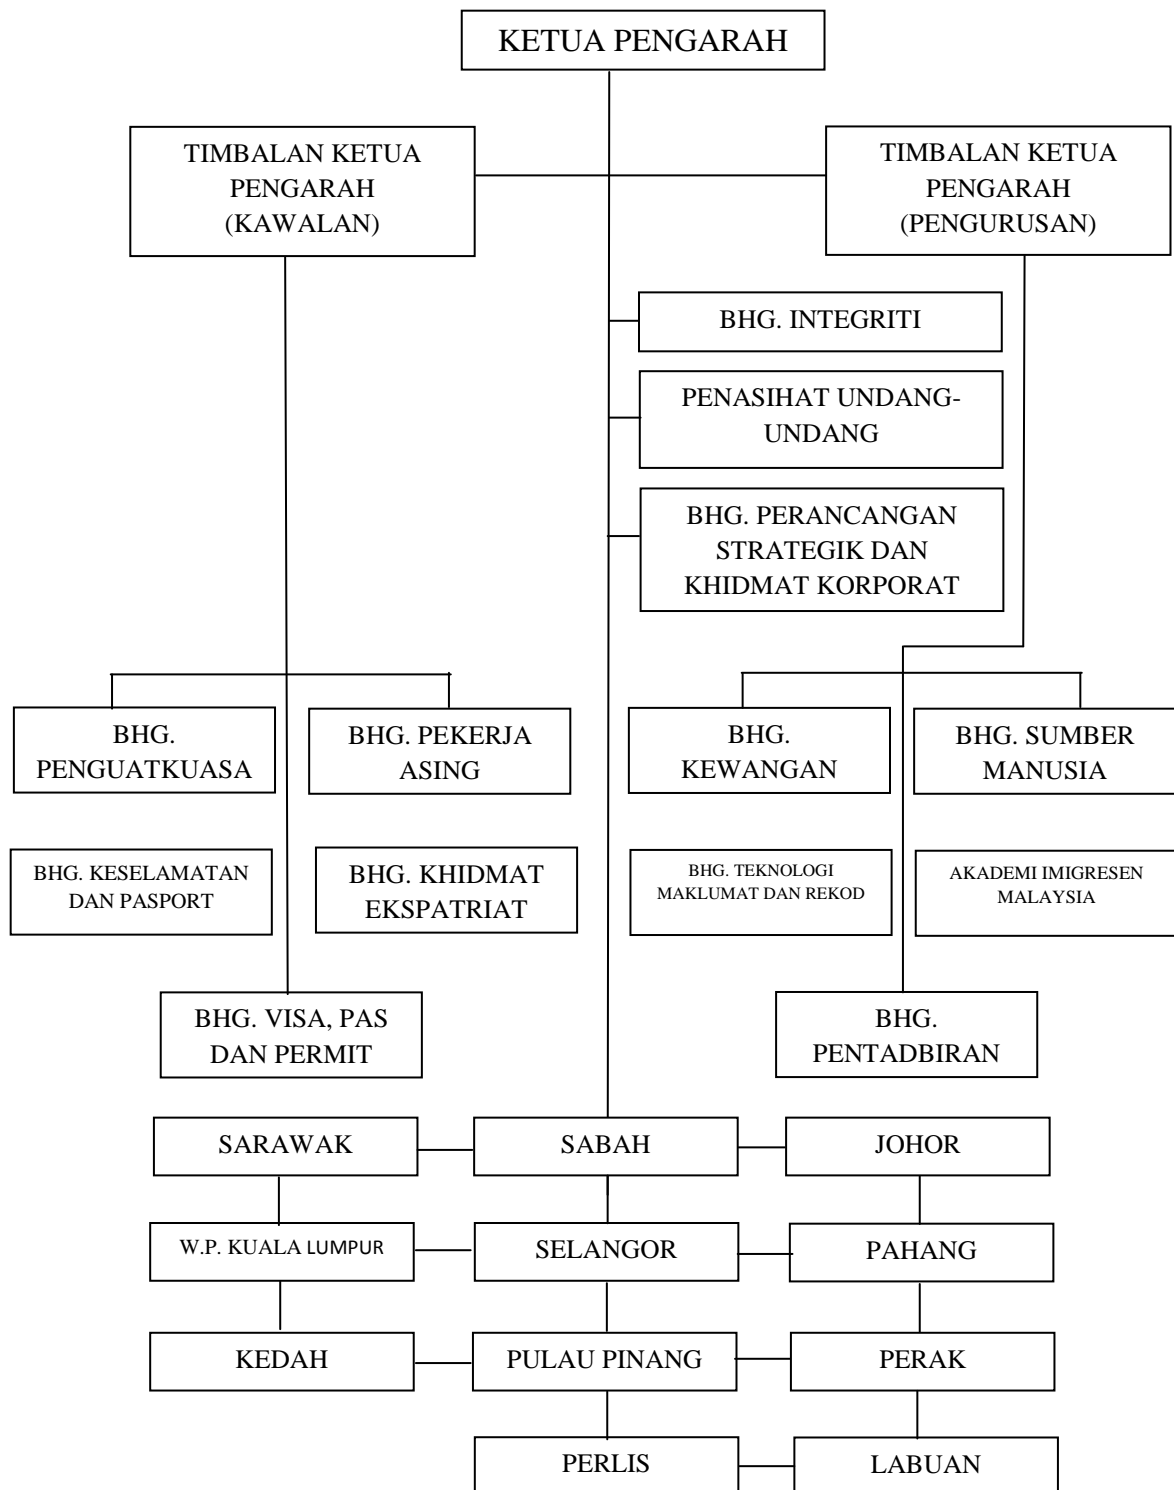 KETUA PENGARAH
TIMBALAN KETUA
PENGARAH
(KAWALAN)
TIMBALAN KETUA
PENGARAH
(PENGURUSAN)
BHG. INTEGRITI
PENASIHAT UNDANG-
UNDANG
BHG. PERANCANGAN
STRATEGIK DAN
KHIDMAT KORPORAT
BHG.
PENGUATKUASA
BHG. PEKERJA
ASING
BHG.
KEWANGAN
BHG. SUMBER
MANUSIA
BHG. KESELAMATAN
DAN PASPORT
BHG. KHIDMAT
EKSPATRIAT
BHG. TEKNOLOGI
MAKLUMAT DAN REKOD
AKADEMI IMIGRESEN
MALAYSIA
BHG. VISA, PAS
DAN PERMIT
BHG.
PENTADBIRAN
SARAWAK
SABAH
JOHOR
W.P. KUALA LUMPUR
SELANGOR
PAHANG
KEDAH
PULAU PINANG
PERAK
PERLIS
LABUAN